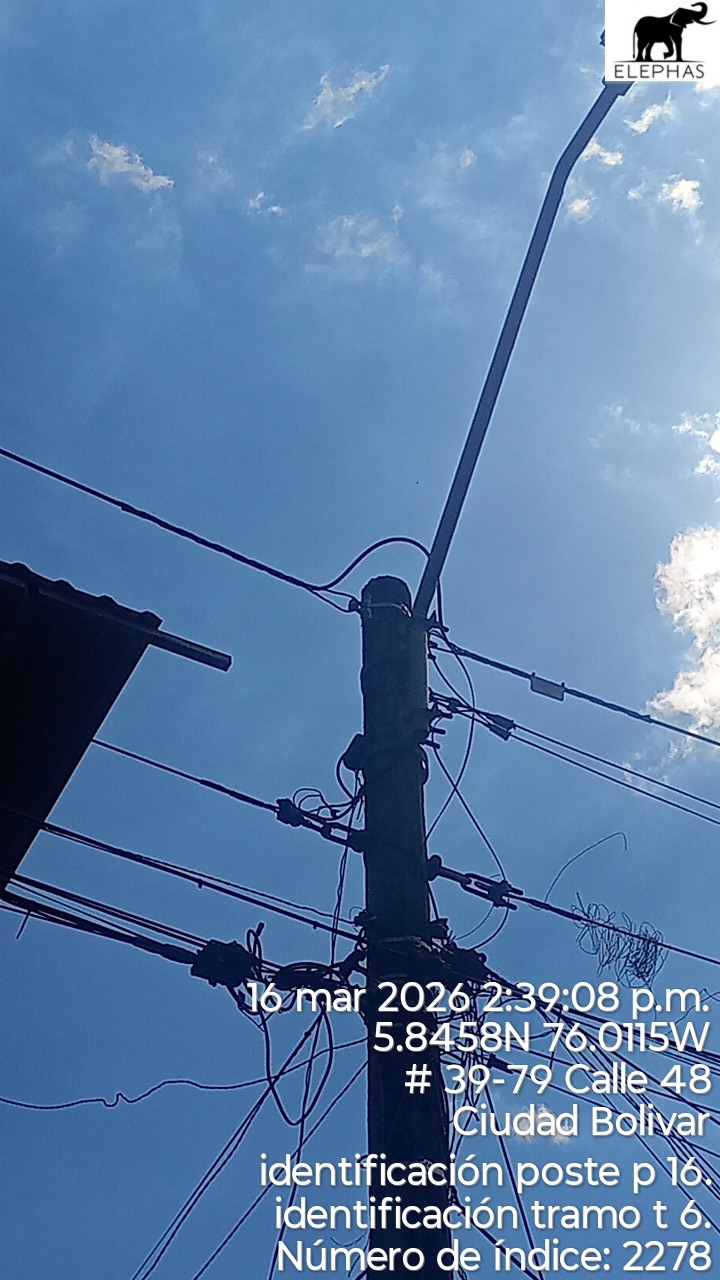 ELEPHAS
16 mar 2026 2:39:08 p.m.
5.8458N 76.0115W
# 39-79 Calle 48
Ciudad Bolivar
identificación poste p 16.
identificación tramo t 6.
Número de índice: 2278